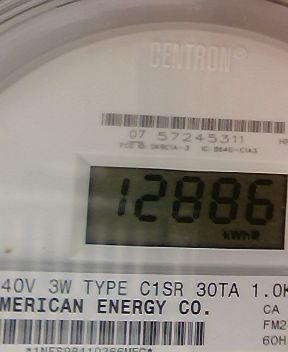 CENTRON®
07 57245311
12886
kWh
40V 3W TYPE C1SR 30TA 1.0K
MERICAN ENERGY CO.
CA
FM2
60H